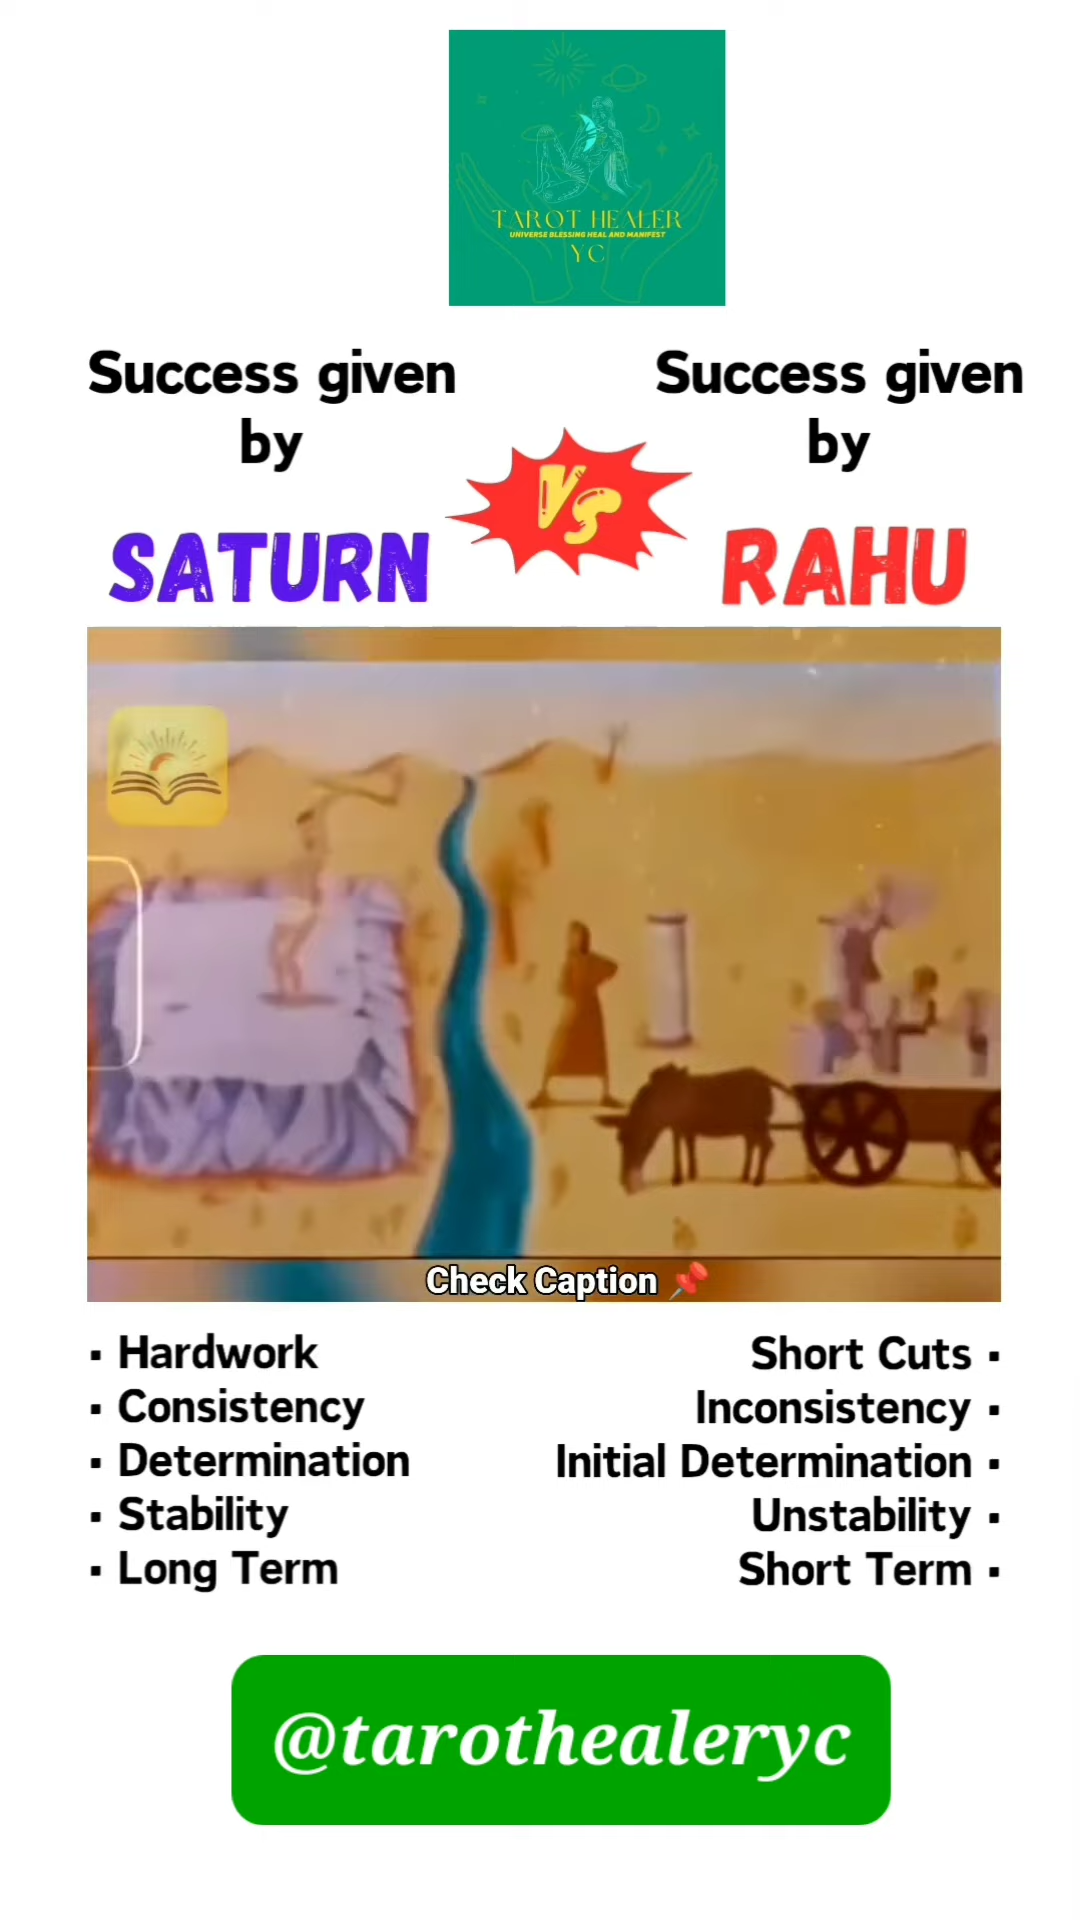 TAROT HEALER
UNIVERSE BLESSING HEAL AND MANIFEST
YC
Success given
by
SATURN
VS
Success given
by
RAHU
Check Caption 📌
▪ Hardwork
▪ Consistency
▪ Determination
▪ Stability
▪ Long Term
Short Cuts ▪
Inconsistency ▪
Initial Determination ▪
Unstability ▪
Short Term ▪
@tarothealeryc